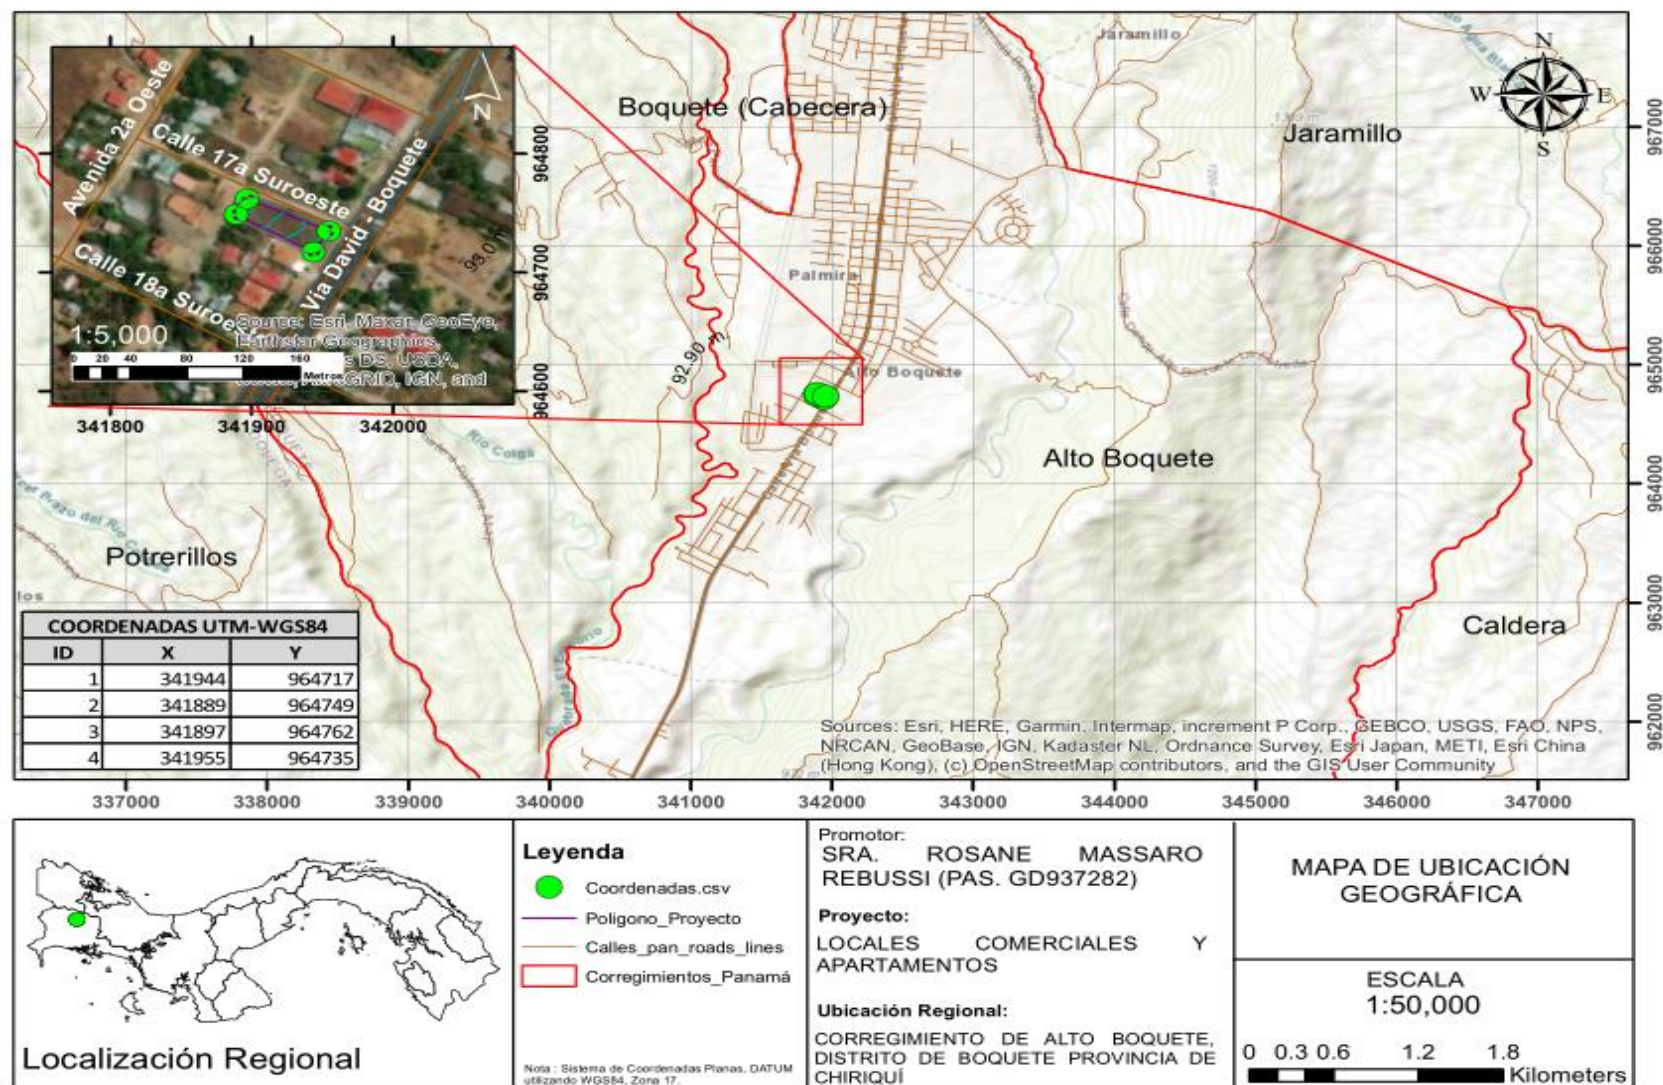 Jaramillo
Boquete (Cabecera)
Jaramillo
N
W
E
S
967000
966000
965000
964000
963000
962000
Avenida 2a Oeste
Calle 17a Suroeste
Vía David - Boquete
Calle 18a Suroeste
N
93.0 m
1:5,000
0 20 40 80 120 160
Metros
Source: Esri, Maxar, GeoEye,
Earthstar Geographics,
DS, USDA,
GRID, IGN, and
964800
964700
964600
341800 341900 342000
Palmira
92.90 m
Alto Boquete
Alto Boquete
Río Coiga
Potrerillos
Caldera
COORDENADAS UTM-WGS84
ID X Y
1 341944 964717
2 341889 964749
3 341897 964762
4 341955 964735
Sources: Esri, HERE, Garmin, Intermap, increment P Corp., GEBCO, USGS, FAO, NPS,
NRCAN, GeoBase, IGN, Kadaster NL, Ordnance Survey, Esri Japan, METI, Esri China
(Hong Kong), (c) OpenStreetMap contributors, and the GIS User Community
337000 338000 339000 340000 341000 342000 343000 344000 345000 346000 347000
Localización Regional
Leyenda
Coordenadas.csv
Poligono_Proyecto
Calles_pan_roads_lines
Corregimientos_Panamá
Nota : Sistema de Coordenadas Planas, DATUM
utilizando WGS84, Zona 17.
Promotor:
SRA. ROSANE MASSARO
REBUSSI (PAS. GD937282)
Proyecto:
LOCALES COMERCIALES Y
APARTAMENTOS
Ubicación Regional:
CORREGIMIENTO DE ALTO BOQUETE,
DISTRITO DE BOQUETE PROVINCIA DE
CHIRIQUÍ
MAPA DE UBICACIÓN
GEOGRÁFICA
ESCALA
1:50,000
0 0.3 0.6 1.2 1.8
Kilometers